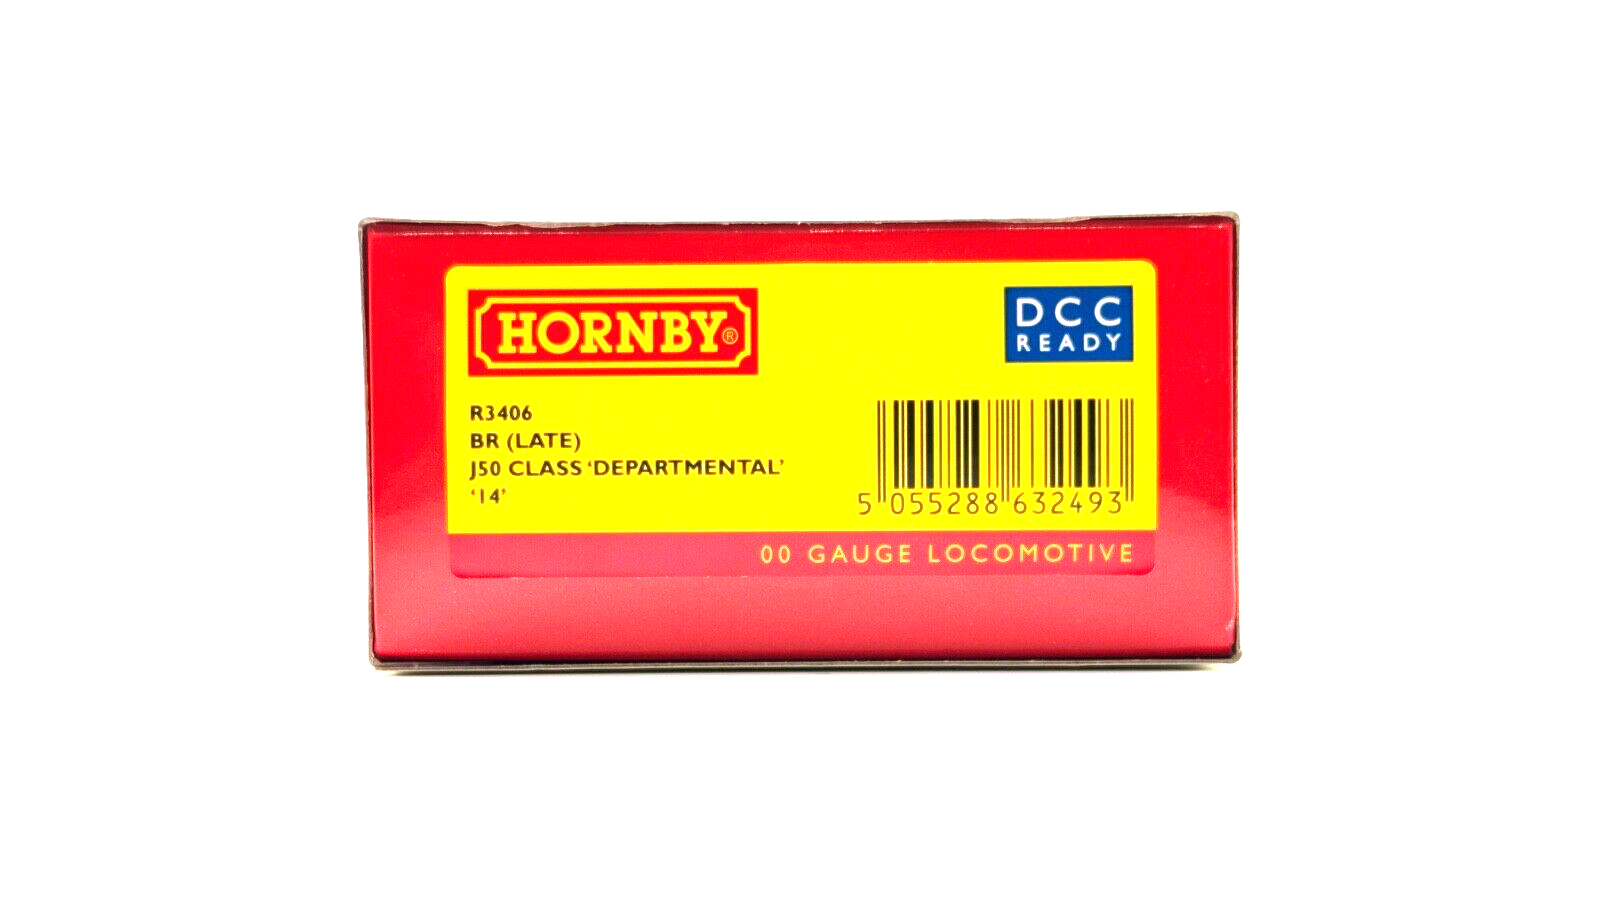 HORNBY®
DCC
READY
R3406
BR (LATE)
J50 CLASS ‘DEPARTMENTAL’
‘14’
5 055288 632493
00 GAUGE LOCOMOTIVE